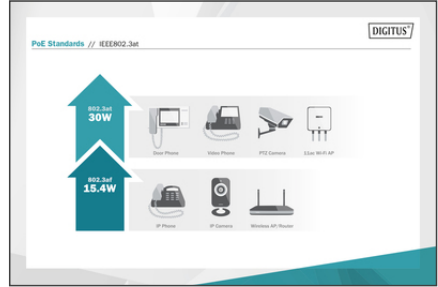 DIGITUS®
PoE Standards // IEEE802.3at
802.3at
30W
Door Phone Video Phone PTZ Camera 11ac Wi-Fi AP
802.3af
15.4W
IP Phone IP Camera Wireless AP/Router